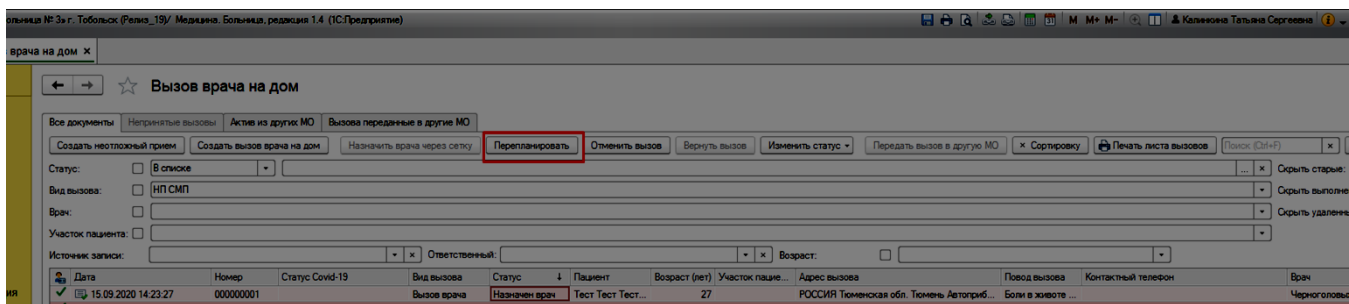 ольница № 3» г. Тобольск (Релиз_19)/ Медицина. Больница, редакция 1.4 (1С:Предприятие) M M+ M- Калинкина Татьяна Сергеевна
врача на дом ×
Вызов врача на дом
Все документы Непринятые вызовы Актив из других МО Вызова переданные в другие МО
Создать неотложный прием Создать вызов врача на дом Назначить врача через сетку Перепланировать Отменить вызов Вернуть вызов Изменить статус Передать вызов в другую МО × Сортировку Печать листа вызовов Поиск (Ctrl+F) ×
Статус: В списке ... × Скрыть старые:
Вид вызова: НП СМП Скрыть выполне
Врач: Скрыть удаленны
Участок пациента:
Источник записи: × Ответственный: × Возраст:
Дата Номер Статус Covid-19 Вид вызова Статус ↓ Пациент Возраст (лет) Участок пацие... Адрес вызова Повод вызова Контактный телефон Врач
ия 15.09.2020 14:23:27 000000001 Вызов врача Назначен врач Тест Тест Тест... 27 РОССИЯ Тюменская обл. Тюмень Автоприб... Боли в животе ... Черноголовы